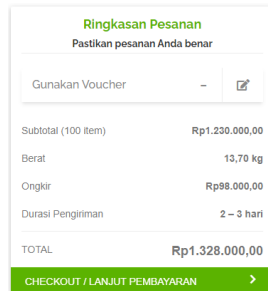 Ringkasan Pesanan
Pastikan pesanan Anda benar
Gunakan Voucher –
Subtotal (100 item) Rp1.230.000,00
Berat 13,70 kg
Ongkir Rp98.000,00
Durasi Pengiriman 2 – 3 hari
TOTAL Rp1.328.000,00
CHECKOUT / LANJUT PEMBAYARAN